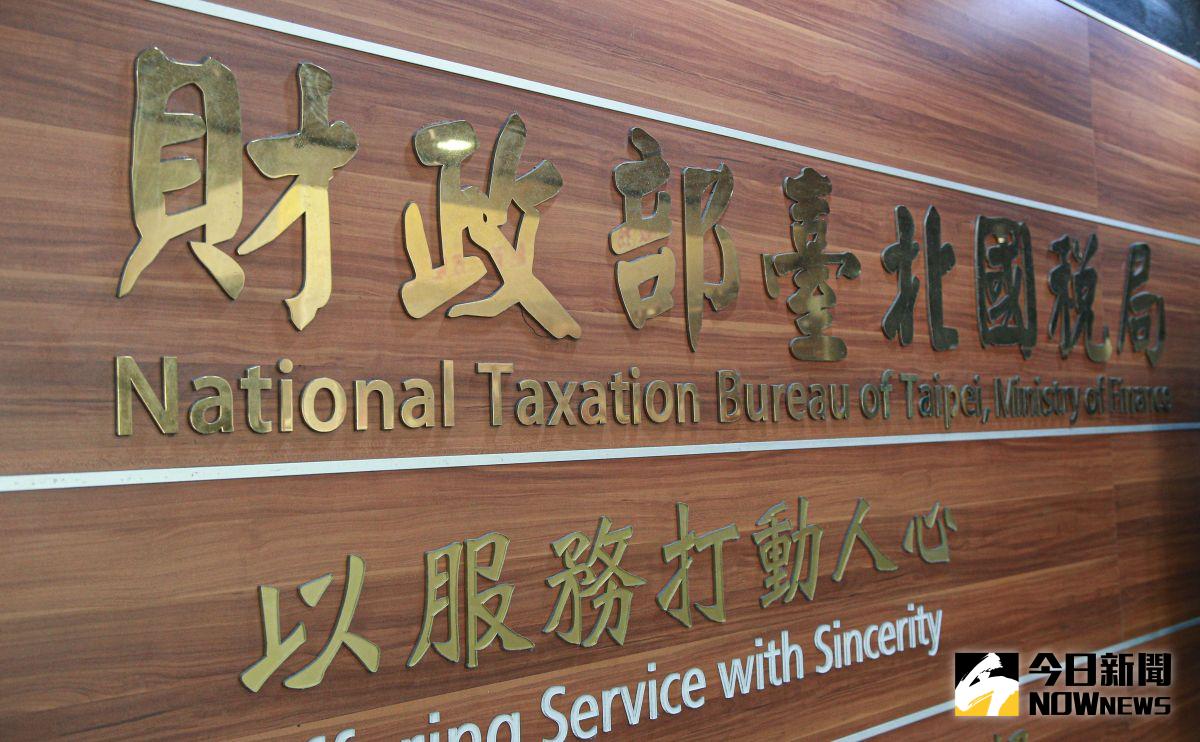 財政部臺北國税局
National Taxation Bureau of Taipei, Ministry of Finance
以服務打動人心
Service with Sincerity
今日新聞
NOWNEWS